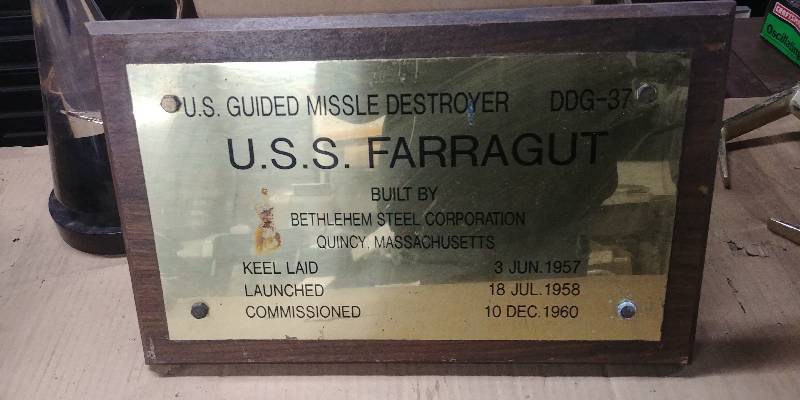 U.S. GUIDED MISSLE DESTROYER DDG-37
U.S.S. FARRAGUT
BUILT BY
BETHLEHEM STEEL CORPORATION
QUINCY, MASSACHUSETTS
KEEL LAID 3 JUN.1957
LAUNCHED 18 JUL.1958
COMMISSIONED 10 DEC.1960